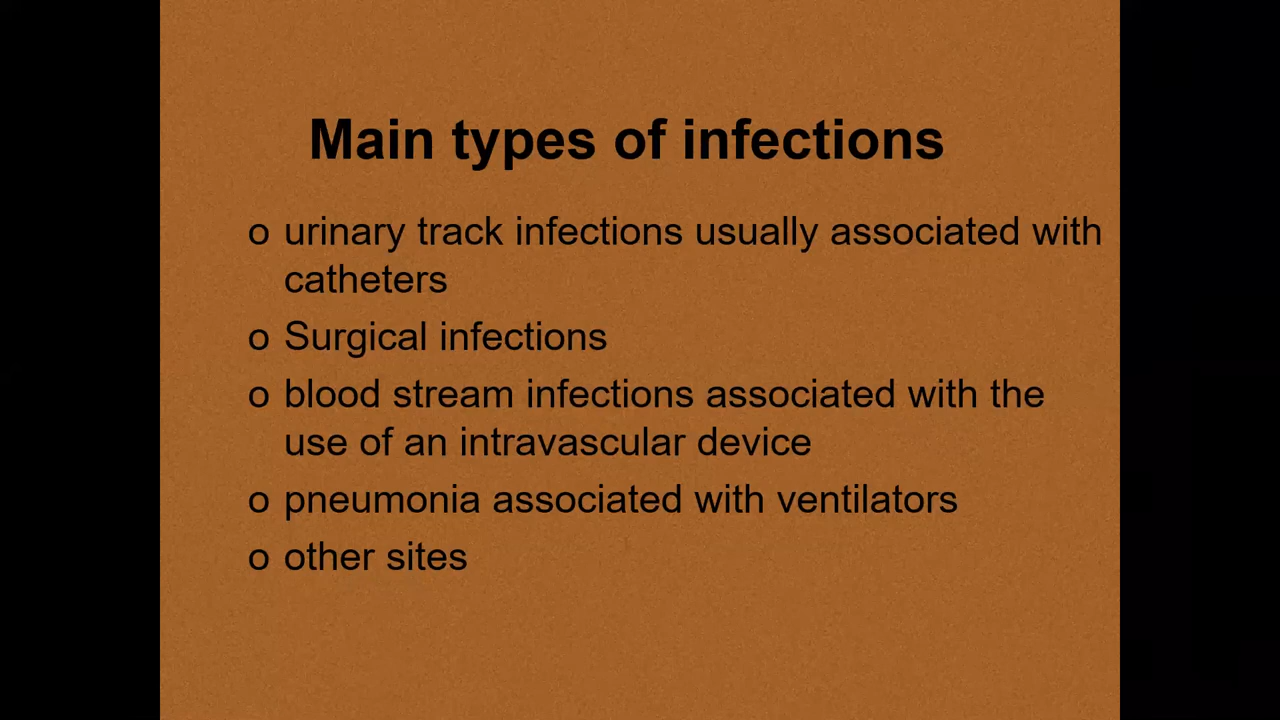 Main types of infections
o urinary track infections usually associated with
catheters
o Surgical infections
o blood stream infections associated with the
use of an intravascular device
o pneumonia associated with ventilators
o other sites